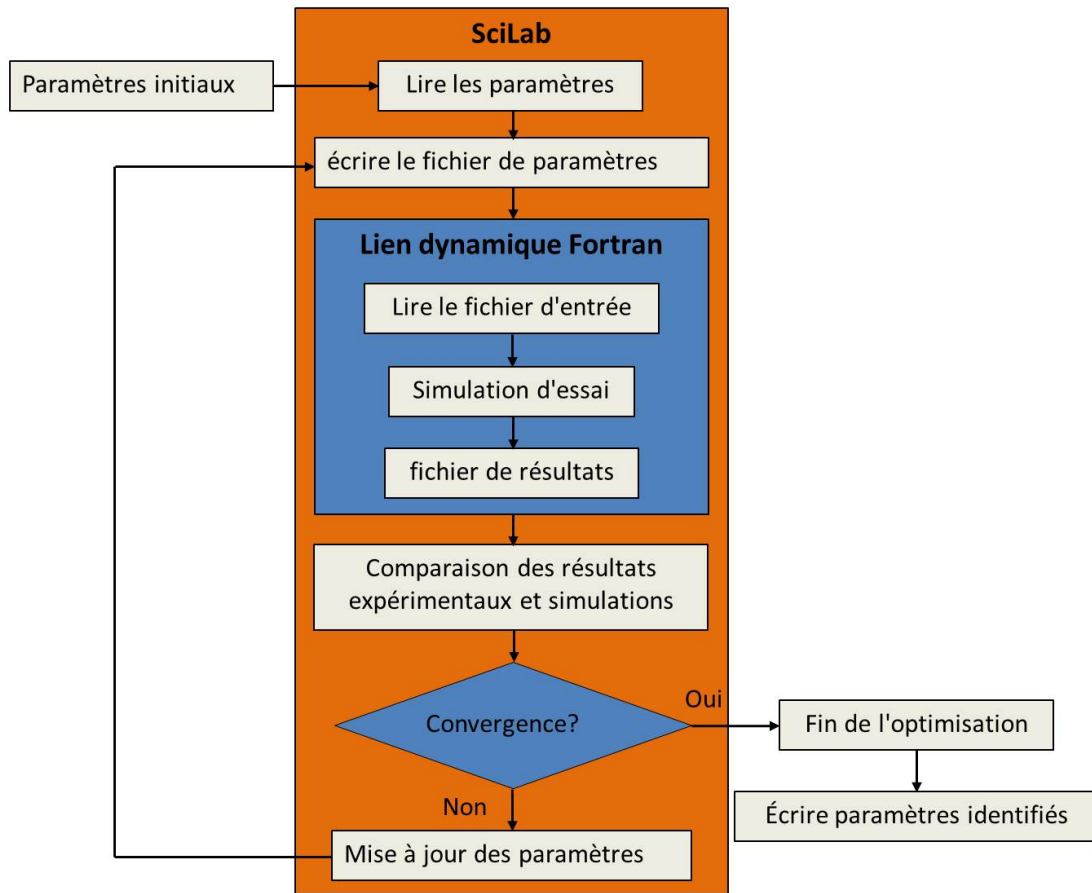 SciLab
Paramètres initiaux
Lire les paramètres
écrire le fichier de paramètres
Lien dynamique Fortran
Lire le fichier d'entrée
Simulation d'essai
fichier de résultats
Comparaison des résultats
expérimentaux et simulations
Convergence?
Oui
Fin de l'optimisation
Écrire paramètres identifiés
Non
Mise à jour des paramètres